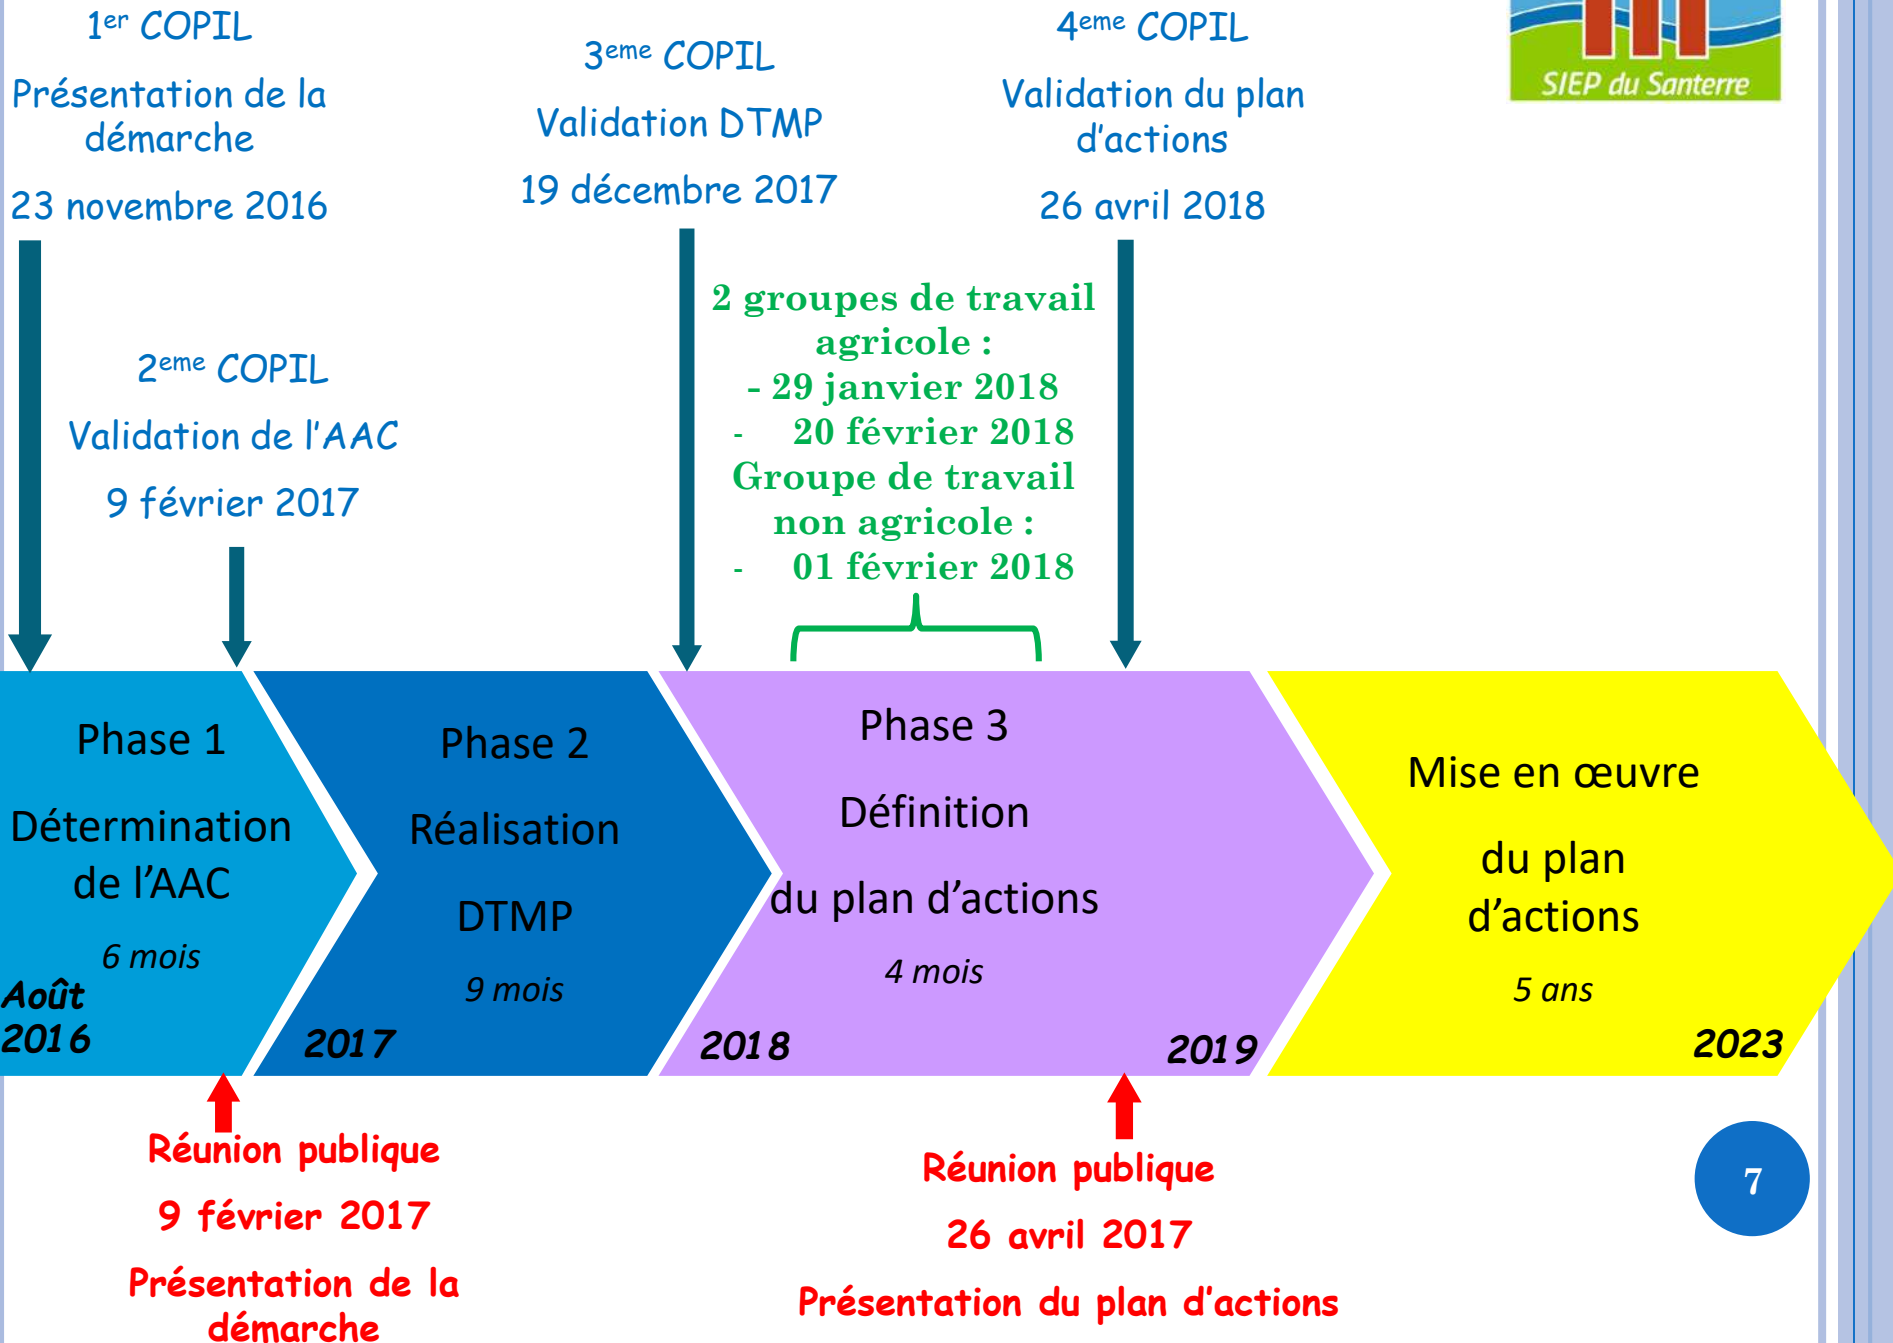 1er COPIL
Présentation de la
démarche
23 novembre 2016
2eme COPIL
Validation de l'AAC
9 février 2017
3eme COPIL
Validation DTMP
19 décembre 2017
2 groupes de travail
agricole :
- 29 janvier 2018
- 20 février 2018
Groupe de travail
non agricole :
- 01 février 2018
4eme COPIL
Validation du plan
d'actions
26 avril 2018
SIEP du Santerre
Phase 1
Détermination
de l'AAC
6 mois
Août
2016
Phase 2
Réalisation
DTMP
9 mois
2017
Phase 3
Définition
du plan d'actions
4 mois
2018
2019
Mise en œuvre
du plan
d'actions
5 ans
2023
Réunion publique
9 février 2017
Présentation de la
démarche
Réunion publique
26 avril 2017
Présentation du plan d'actions
7